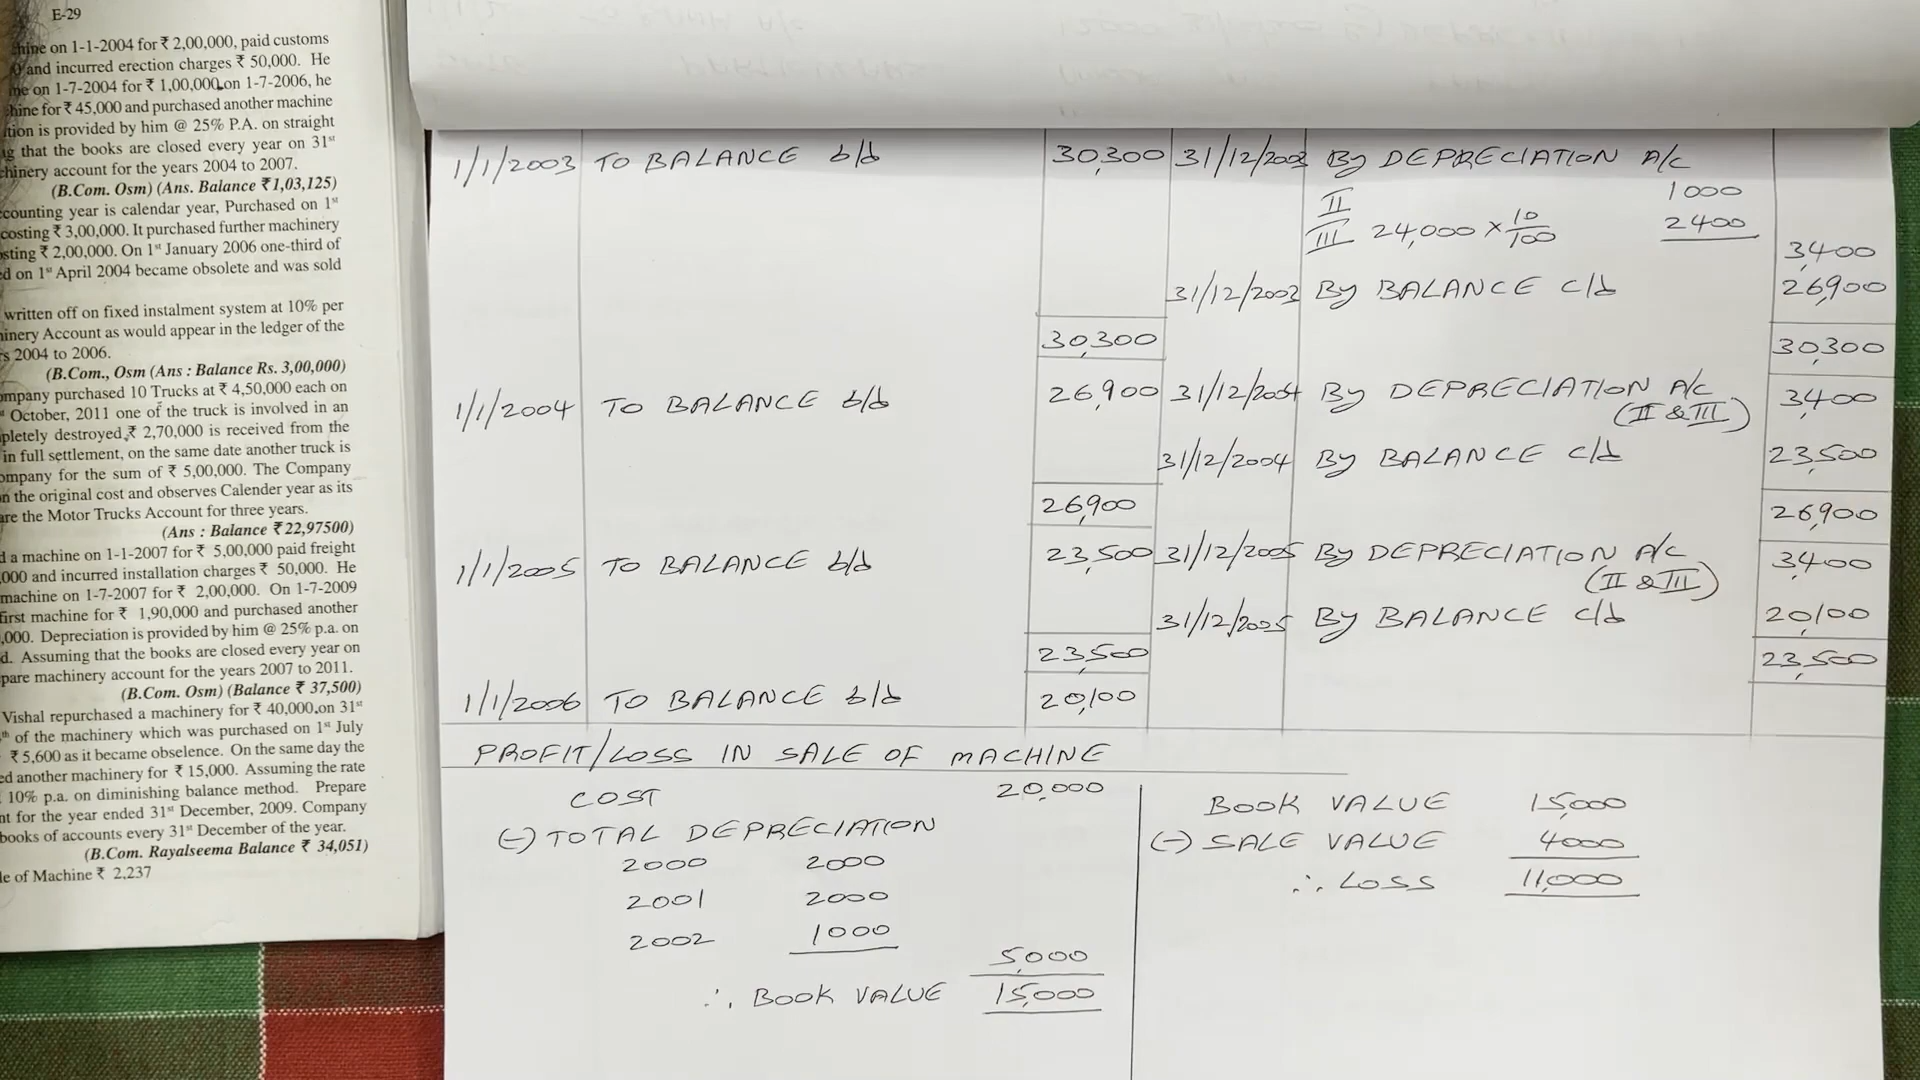 E-29
hine on 1-1-2004 for ₹ 2,00,000, paid customs
and incurred erection charges ₹ 50,000. He
ne on 1-7-2004 for ₹ 1,00,000.on 1-7-2006, he
hine for ₹ 45,000 and purchased another machine
tion is provided by him @ 25% P.A. on straight
g that the books are closed every year on 31st
chinery account for the years 2004 to 2007.
(B.Com. Osm) (Ans. Balance ₹1,03,125)
ccounting year is calendar year, Purchased on 1st
costing ₹ 3,00,000. It purchased further machinery
sting ₹ 2,00,000. On 1st January 2006 one-third of
d on 1st April 2004 became obsolete and was sold
written off on fixed instalment system at 10% per
hinery Account as would appear in the ledger of the
s 2004 to 2006.
(B.Com., Osm (Ans : Balance Rs. 3,00,000)
ompany purchased 10 Trucks at ₹ 4,50,000 each on
October, 2011 one of the truck is involved in an
pletely destroyed, ₹ 2,70,000 is received from the
in full settlement, on the same date another truck is
ompany for the sum of ₹ 5,00,000. The Company
n the original cost and observes Calender year as its
are the Motor Trucks Account for three years.
(Ans : Balance ₹ 22,97500)
d a machine on 1-1-2007 for ₹ 5,00,000 paid freight
000 and incurred installation charges ₹ 50,000. He
machine on 1-7-2007 for ₹ 2,00,000. On 1-7-2009
first machine for ₹ 1,90,000 and purchased another
,000. Depreciation is provided by him @ 25% p.a. on
d. Assuming that the books are closed every year on
pare machinery account for the years 2007 to 2011.
(B.Com. Osm) (Balance ₹ 37,500)
Vishal repurchased a machinery for ₹ 40,000.on 31st
th of the machinery which was purchased on 1st July
₹ 5,600 as it became obselence. On the same day the
ed another machinery for ₹ 15,000. Assuming the rate
10% p.a. on diminishing balance method. Prepare
nt for the year ended 31st December, 2009. Company
books of accounts every 31st December of the year.
(B.Com. Rayalseema Balance ₹ 34,051)
le of Machine ₹ 2,237
1/1/2003 TO BALANCE b/d 30,300 31/12/2003 By DEPRECIATION A/c
II 1000
III 24,000 × 10/100 2400
3,400
31/12/2003 By BALANCE c/d 26,900
30,300 30,300
1/1/2004 TO BALANCE b/d 26,900 31/12/2004 By DEPRECIATION A/c 3,400
(II & III)
31/12/2004 By BALANCE c/d 23,500
26,900 26,900
1/1/2005 TO BALANCE b/d 23,500 31/12/2005 By DEPRECIATION A/c 3,400
(II & III)
31/12/2005 By BALANCE c/d 20,100
23,500 23,500
1/1/2006 TO BALANCE b/d 20,100
PROFIT/LOSS IN SALE OF MACHINE
COST 20,000
(-) TOTAL DEPRECIATION
2000 2000
2001 2000
2002 1000
5,000
∴ BOOK VALUE 15,000
BOOK VALUE 15,000
(-) SALE VALUE 4000
∴ LOSS 11,000